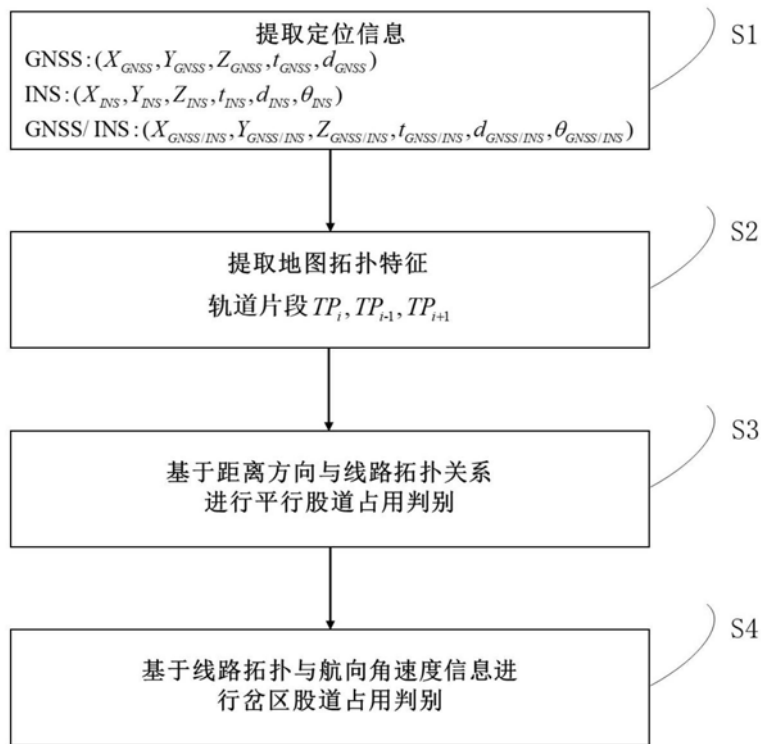 提取定位信息
S1
GNSS:(X_GNSS,Y_GNSS,Z_GNSS,t_GNSS,d_GNSS)
INS:(X_INS,Y_INS,Z_INS,t_INS,d_INS,θ_INS)
GNSS/INS:(X_GNSS/INS,Y_GNSS/INS,Z_GNSS/INS,t_GNSS/INS,d_GNSS/INS,θ_GNSS/INS)
S2
提取地图拓扑特征
轨道片段TP_i,TP_i-1,TP_i+1
S3
基于距离方向与线路拓扑关系
进行平行股道占用判别
S4
基于线路拓扑与航向角速度信息进
行岔区股道占用判别